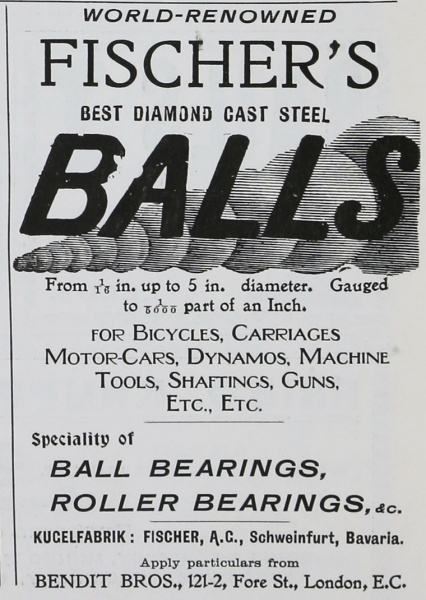 WORLD-RENOWNED
FISCHER'S
BEST DIAMOND CAST STEEL
BALLS
From 1/16 in. up to 5 in. diameter. Gauged
to 1/5000 part of an Inch.
FOR BICYCLES, CARRIAGES
MOTOR-CARS, DYNAMOS, MACHINE
TOOLS, SHAFTINGS, GUNS,
ETC., ETC.
Speciality of
BALL BEARINGS,
ROLLER BEARINGS, &c.
KUGELFABRIK: FISCHER, A.C., Schweinfurt, Bavaria.
Apply particulars from
BENDIT BROS., 121-2, Fore St., London, E.C.